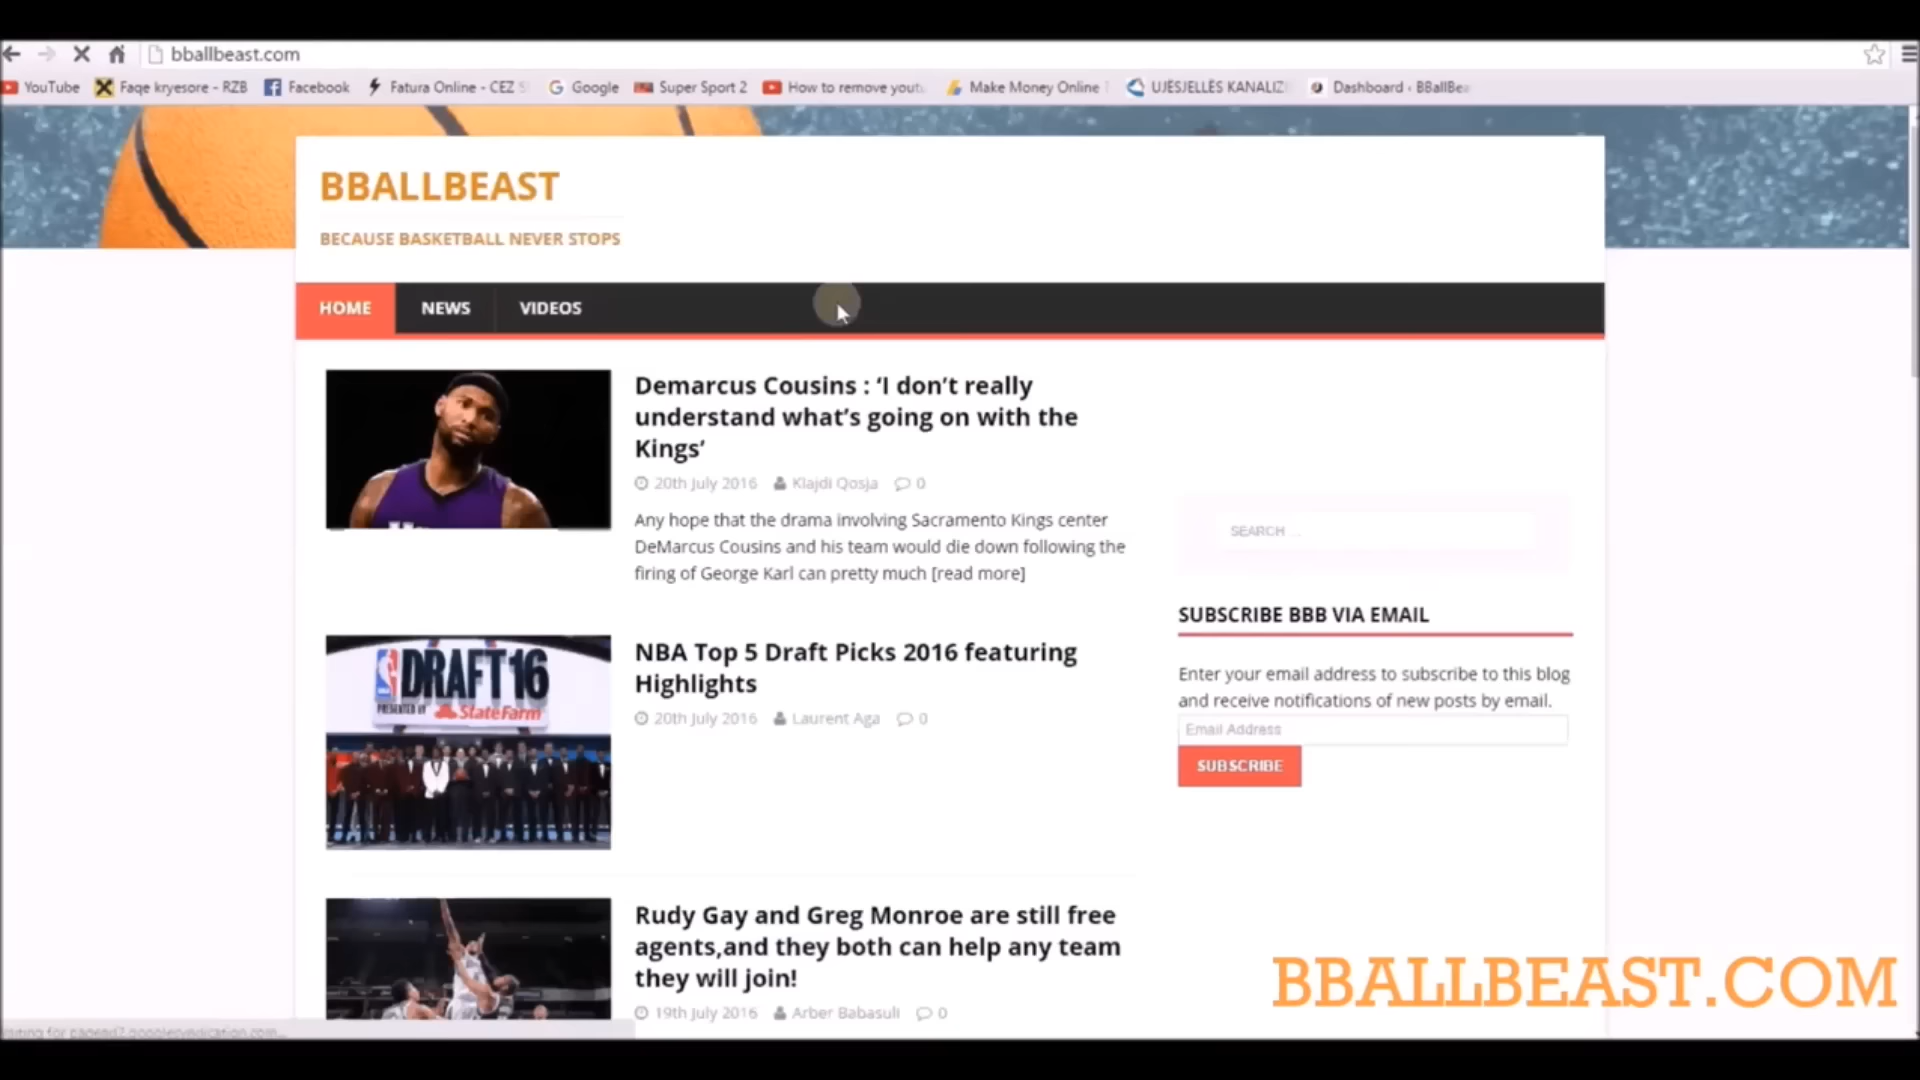 bballbeast.com
YouTube Faqe kryesore - RZB Facebook Fatura Online - CEZ Google Super Sport 2 How to remove yout Make Money Online UJËSJELLËS KANALIZ Dashboard ‹ BBallBea
BBALLBEAST
BECAUSE BASKETBALL NEVER STOPS
HOME NEWS VIDEOS
Demarcus Cousins : ‘I don’t really
understand what’s going on with the
Kings’
20th July 2016 Klajdi Qosja 0
Any hope that the drama involving Sacramento Kings center
DeMarcus Cousins and his team would die down following the
firing of George Karl can pretty much [read more]
DRAFT16
PRESENTED BY StateFarm
NBA Top 5 Draft Picks 2016 featuring
Highlights
20th July 2016 Laurent Aga 0
Rudy Gay and Greg Monroe are still free
agents,and they both can help any team
they will join!
19th July 2016 Arber Babasuli 0
SEARCH ...
SUBSCRIBE BBB VIA EMAIL
Enter your email address to subscribe to this blog
and receive notifications of new posts by email.
Email Address
SUBSCRIBE
BBALLBEAST.COM